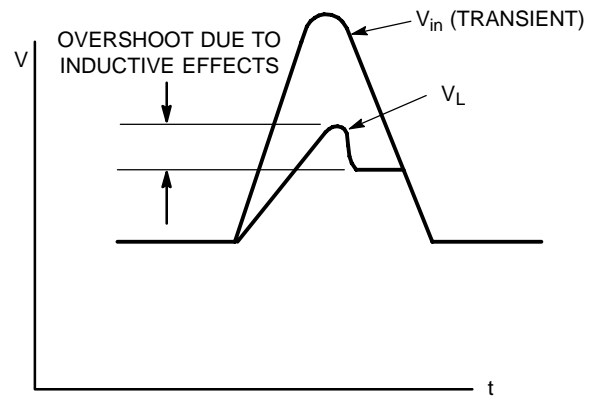 V
OVERSHOOT DUE TO
INDUCTIVE EFFECTS
Vin (TRANSIENT)
VL
t